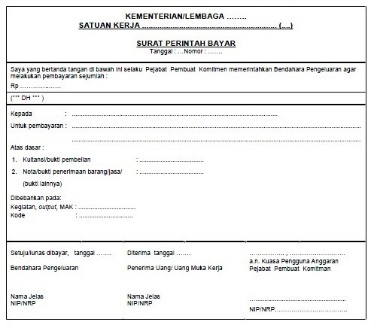 KEMENTERIAN/LEMBAGA ........
SATUAN KERJA ................................................ (....)
SURAT PERINTAH BAYAR
Tanggal : ....Nomor : .......
Saya yang bertanda tangan di bawah ini selaku Pejabat Pembuat Komitmen memerintahkan Bendahara Pengeluaran agar
melakukan pembayaran sejumlah :
Rp .....................
(*** DH *** )
Kepada : ................................................
Untuk pembayaran : ................................................
................................................
Atas dasar :
1. Kuitansi/bukti pembelian : ........................
2. Nota/bukti penerimaan barang/jasa/ : ........................
(bukti lainnya)
Dibebankan pada:
Kegiatan, output, MAK : ..............................
Kode : ..............................
Setuju/lunas dibayar, tanggal ....... Diterima tanggal ....... ......................, ......................
Bendahara Pengeluaran Penerima Uang/ Uang Muka Kerja a.n. Kuasa Pengguna Anggaran
Pejabat Pembuat Komitman
Nama Jelas Nama Jelas ................................
NIP/NRP NIP/NRP NIP/NRP.........................